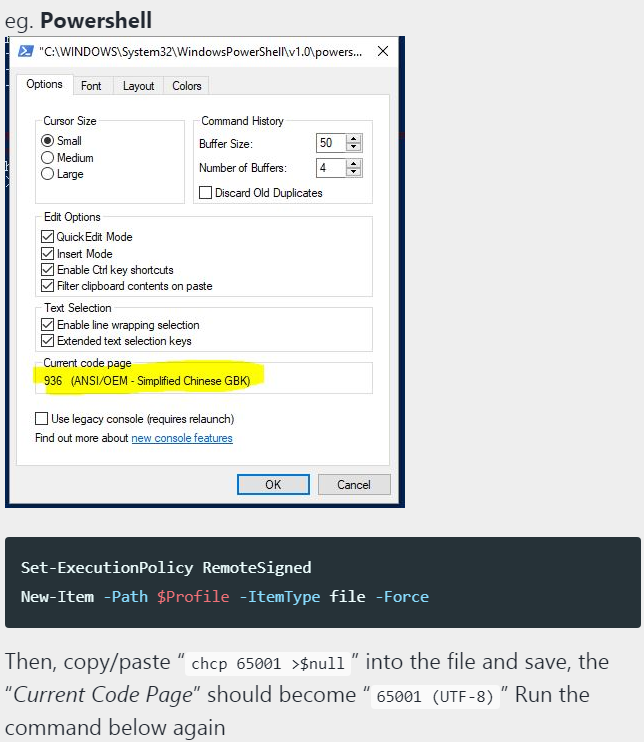 eg. Powershell
"C:\WINDOWS\System32\WindowsPowerShell\v1.0\powers...
Options Font Layout Colors
Cursor Size
Small
Medium
Large
Command History
Buffer Size: 50
Number of Buffers: 4
Discard Old Duplicates
Edit Options
QuickEdit Mode
Insert Mode
Enable Ctrl key shortcuts
Filter clipboard contents on paste
Text Selection
Enable line wrapping selection
Extended text selection keys
Current code page
936 (ANSI/OEM - Simplified Chinese GBK)
Use legacy console (requires relaunch)
Find out more about new console features
OK Cancel
Set-ExecutionPolicy RemoteSigned
New-Item -Path $Profile -ItemType file -Force
Then, copy/paste “ chcp 65001 >$null ” into the file and save, the
“Current Code Page” should become “ 65001 (UTF-8) ” Run the
command below again